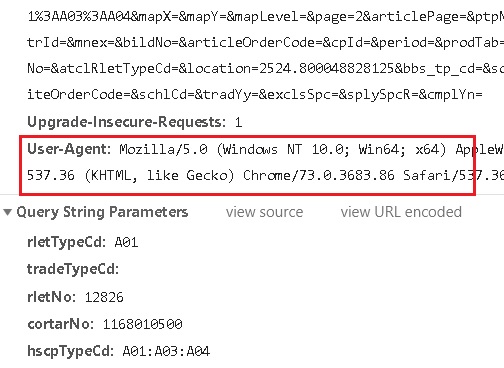 1%3AA03%3AA04&mapX=&mapY=&mapLevel=&page=2&articlePage=&ptpN
trId=&mnex=&bildNo=&articleOrderCode=&cpId=&period=&prodTab=
No=&atclRletTypeCd=&location=2524.800048828125&bbs_tp_cd=&sc
iteOrderCode=&schlCd=&tradYy=&exclsSpc=&splySpcR=&cmplYn=
Upgrade-Insecure-Requests: 1
User-Agent: Mozilla/5.0 (Windows NT 10.0; Win64; x64) AppleW
537.36 (KHTML, like Gecko) Chrome/73.0.3683.86 Safari/537.36
▼ Query String Parameters view source view URL encoded
rletTypeCd: A01
tradeTypeCd:
rletNo: 12826
cortarNo: 1168010500
hscpTypeCd: A01:A03:A04